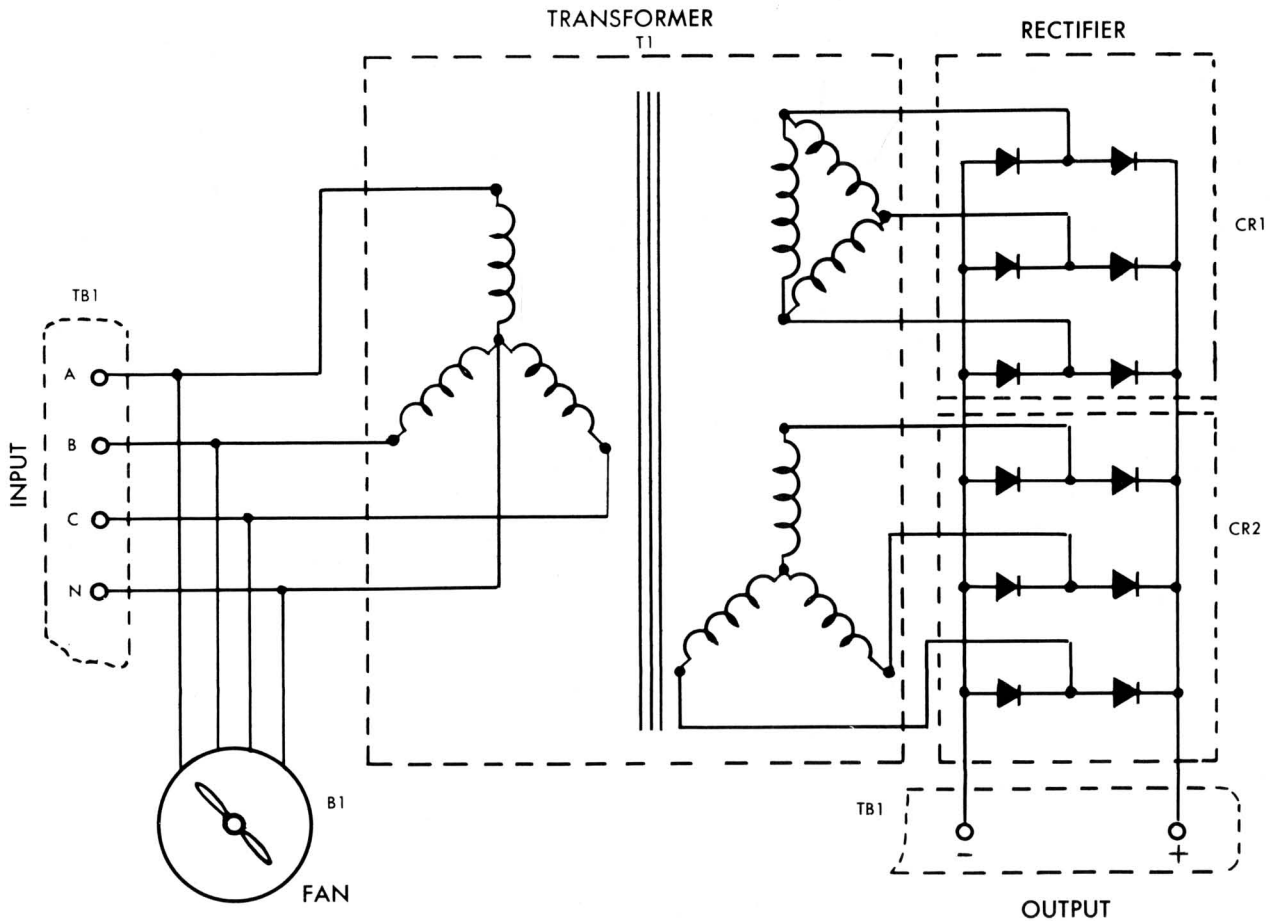 TRANSFORMER
T1
RECTIFIER
CR1
TB1
A
B
C
N
INPUT
CR2
B1
FAN
TB1
-
+
OUTPUT